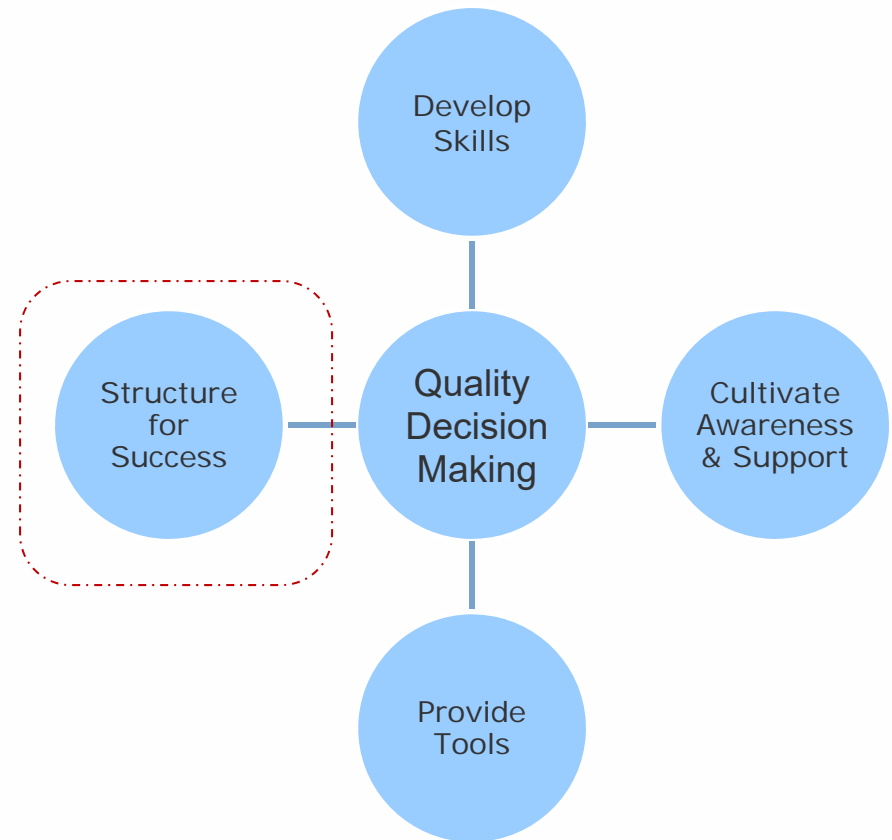 Develop
Skills
Structure
for
Success
Quality
Decision
Making
Cultivate
Awareness
& Support
Provide
Tools